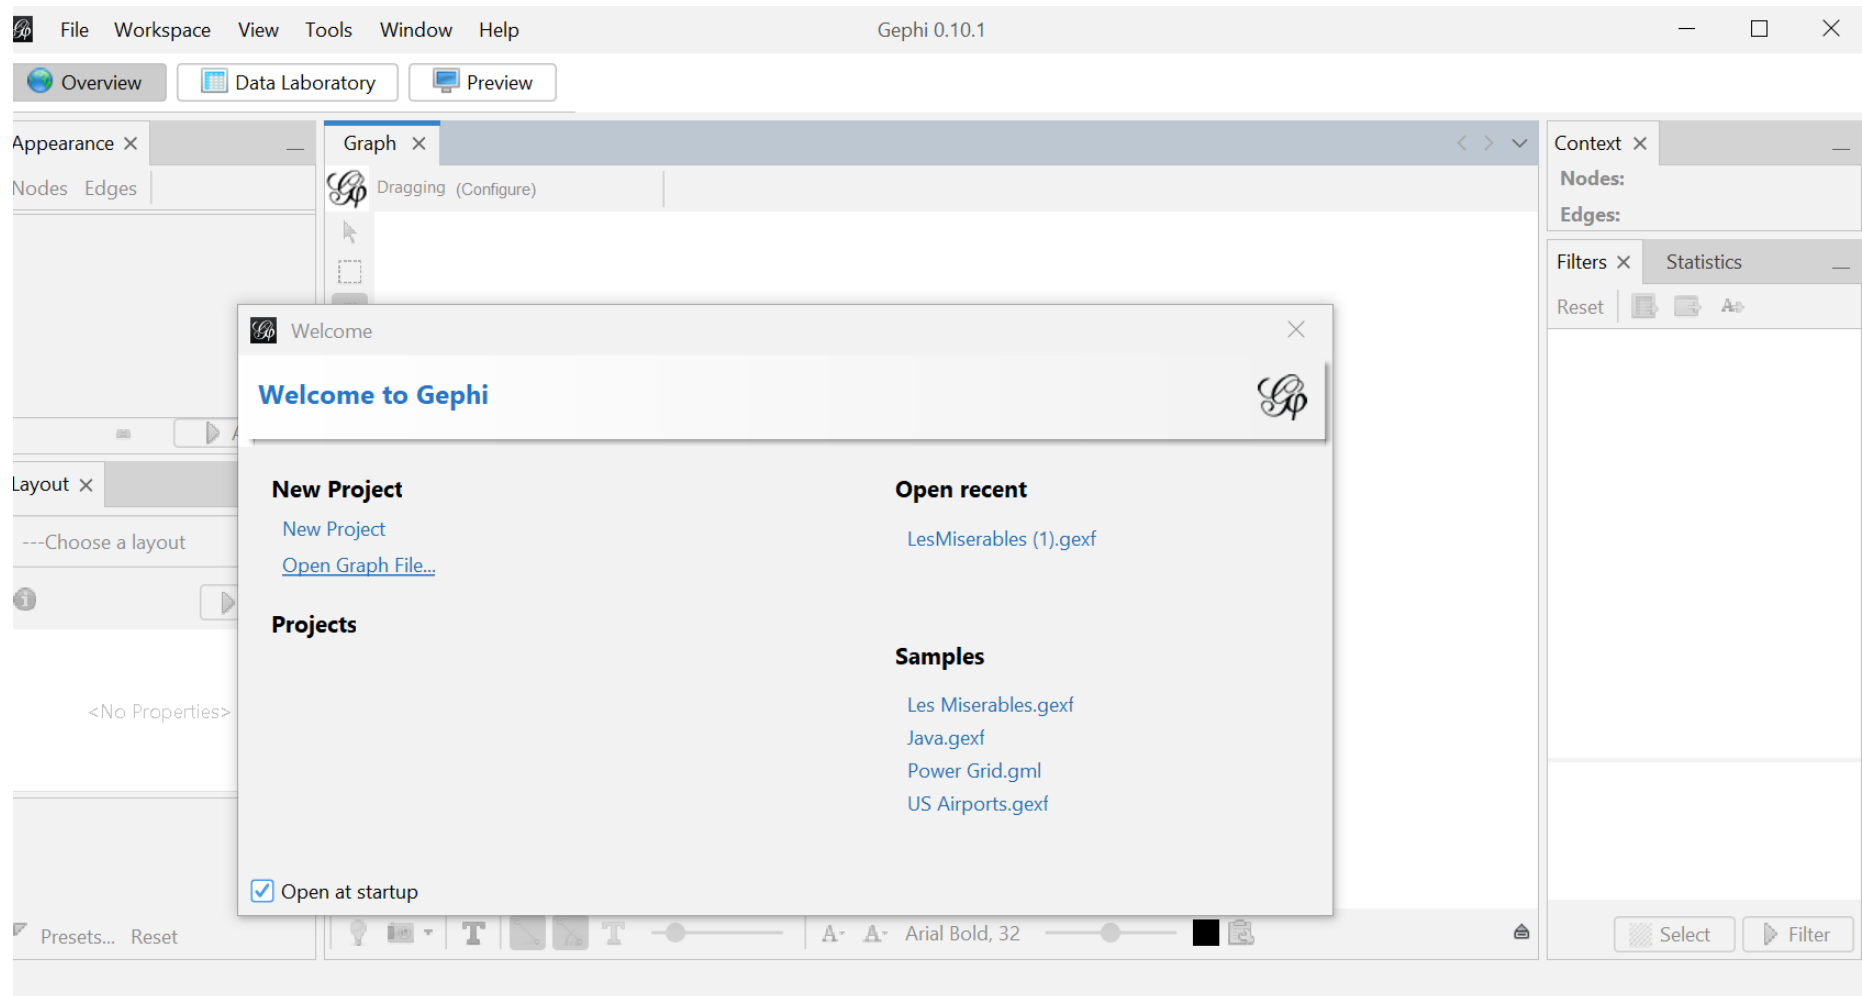 File Workspace View Tools Window Help Gephi 0.10.1
Overview Data Laboratory Preview
Appearance
Nodes Edges
Graph
Dragging (Configure)
Context
Nodes:
Edges:
Filters Statistics
Reset
Welcome
Welcome to Gephi
New Project
New Project
Open Graph File...
Projects
Open recent
LesMiserables (1).gexf
Samples
Les Miserables.gexf
Java.gexf
Power Grid.gml
US Airports.gexf
Open at startup
Layout
---Choose a layout
<No Properties>
Presets... Reset
T T A- A- Arial Bold, 32
Select Filter